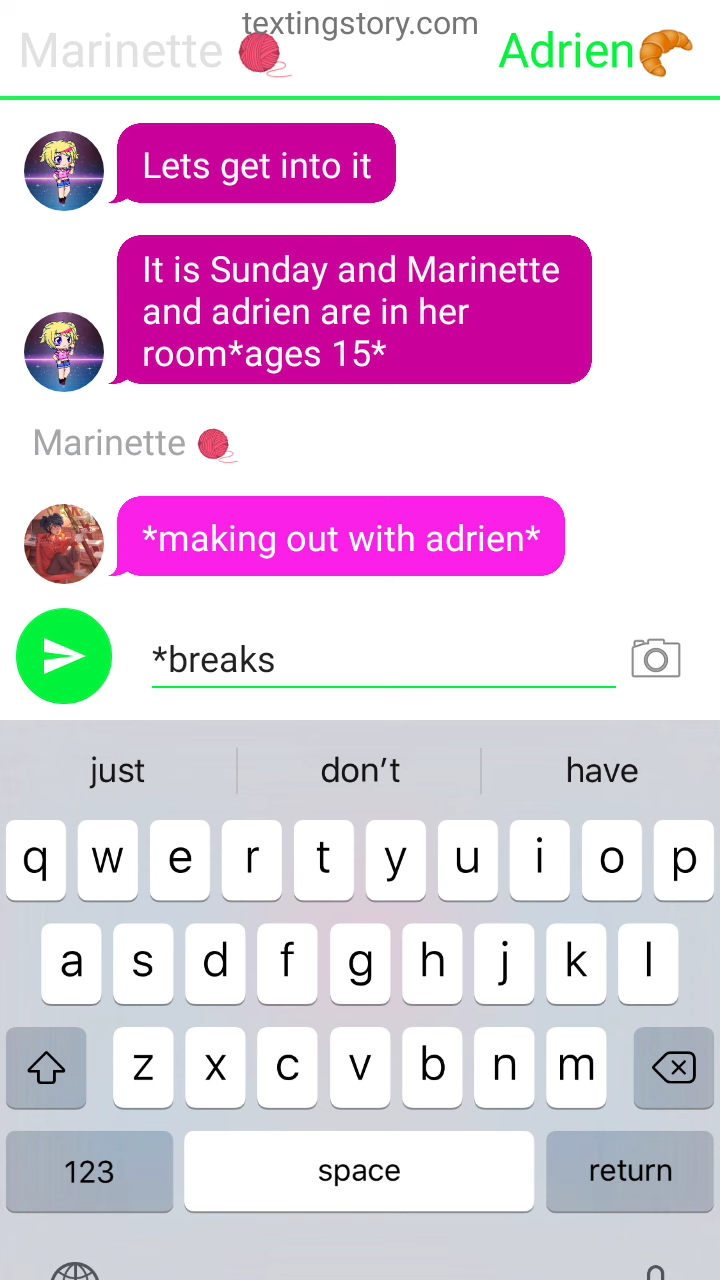 textingstory.com
Marinette Adrien
Lets get into it
It is Sunday and Marinette
and adrien are in her
room*ages 15*
Marinette
*making out with adrien*
*breaks
just don't have
q w e r t y u i o p
a s d f g h j k l
z x c v b n m
123 space return